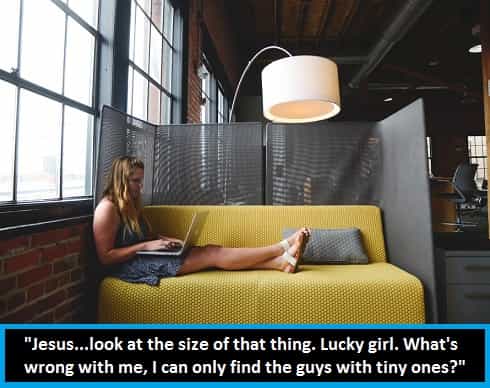 "Jesus...look at the size of that thing. Lucky girl. What's
wrong with me, I can only find the guys with tiny ones?"